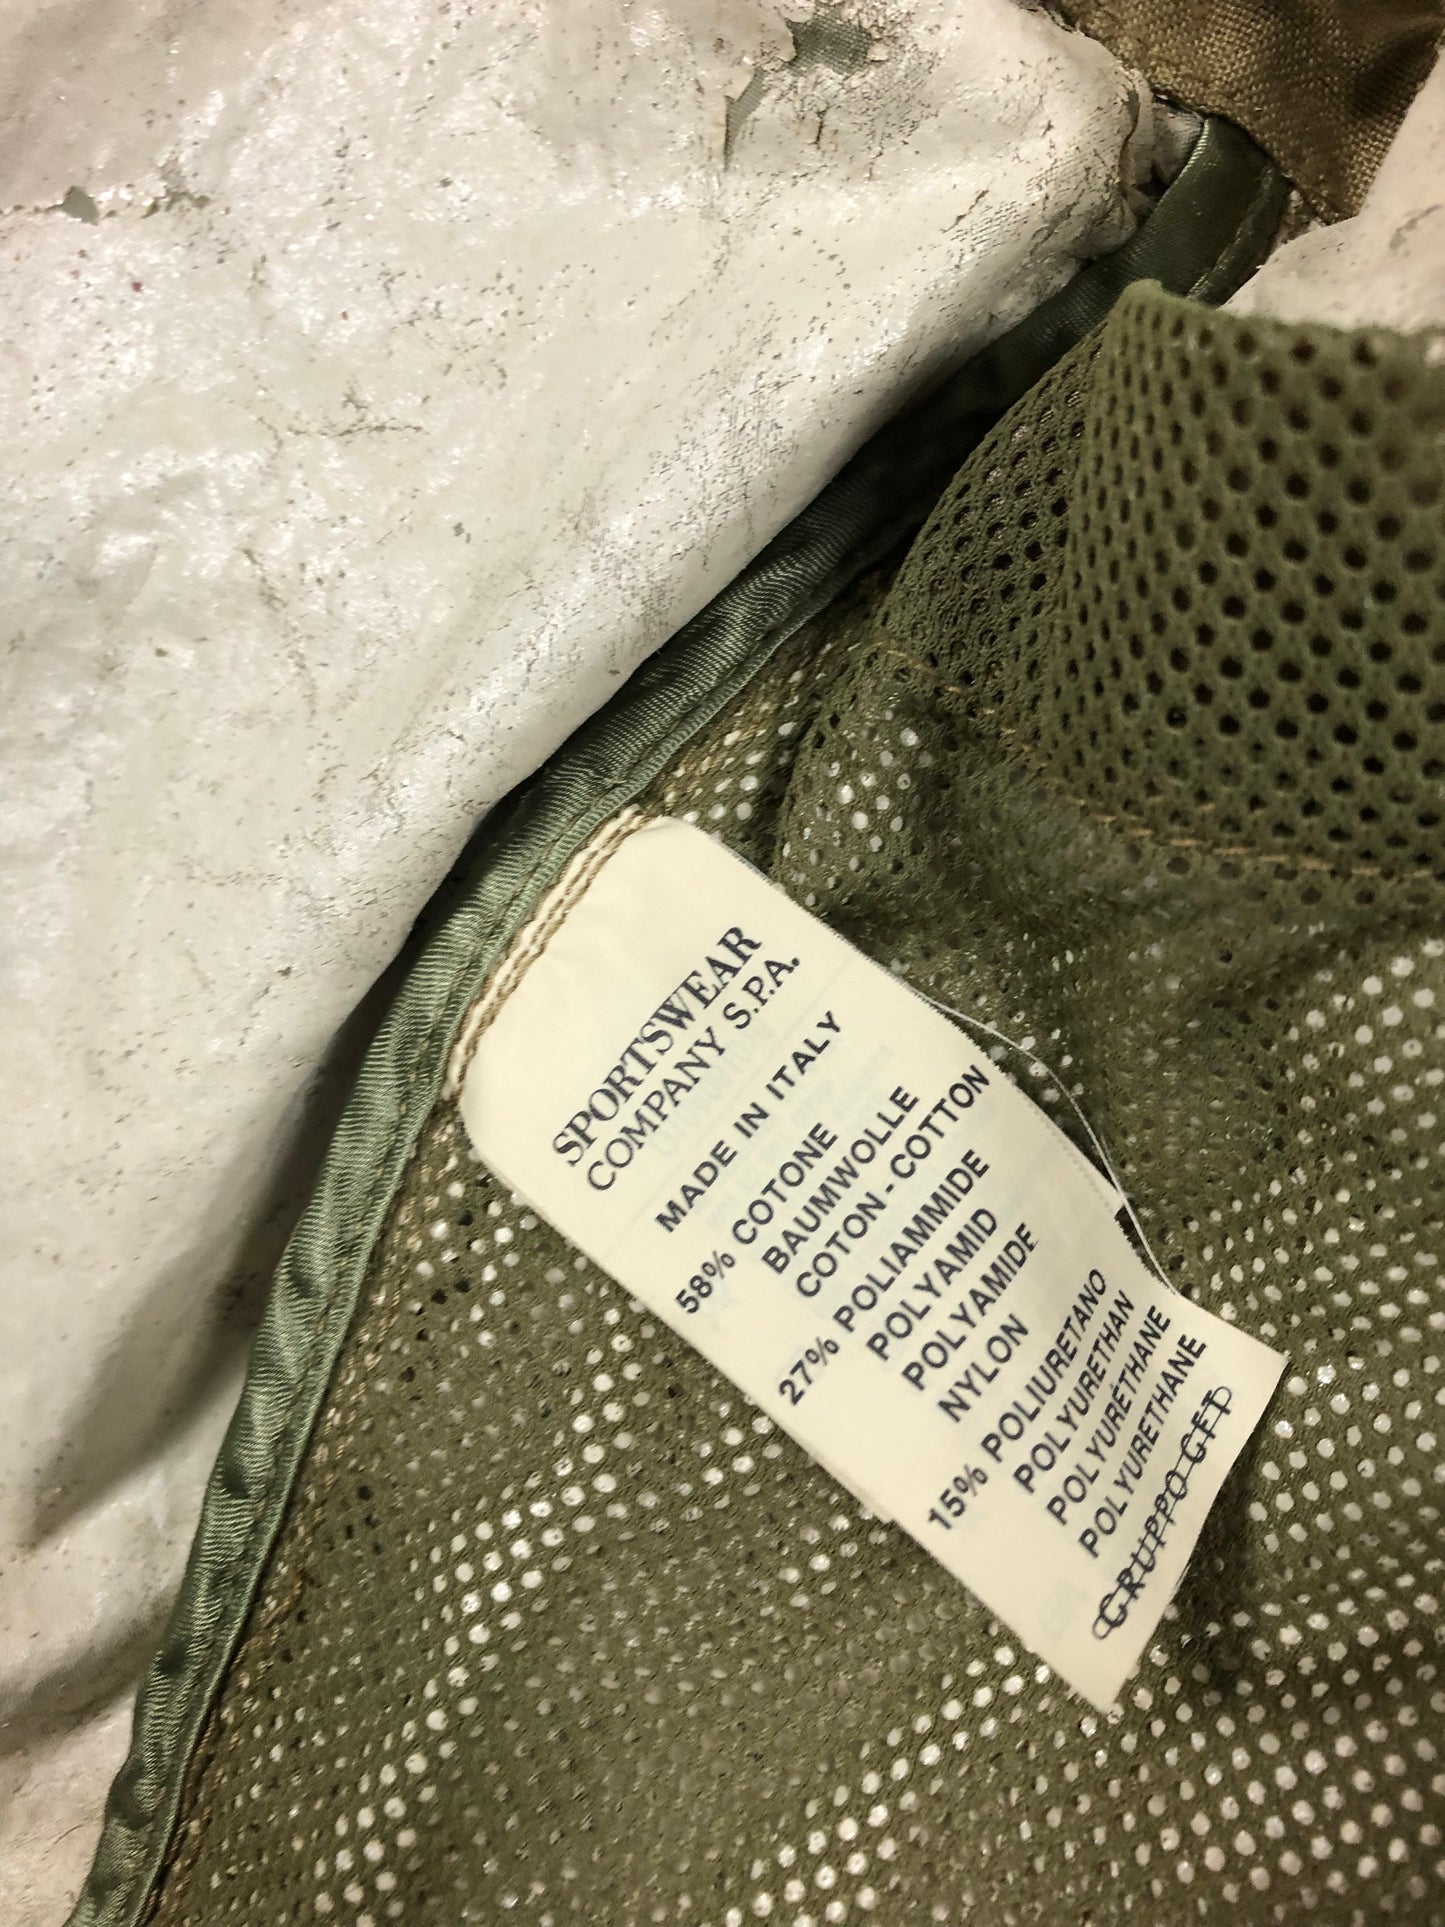 SPORTSWEAR
COMPANY S.P.A.
MADE IN ITALY
58% COTONE
BAUMWOLLE
COTON - COTTON
27% POLIAMMIDE
POLYAMID
POLYAMIDE
NYLON
15% POLIURETANO
POLYURETHAN
POLYURÉTHANE
POLYURETHANE
GRUPPO GFT